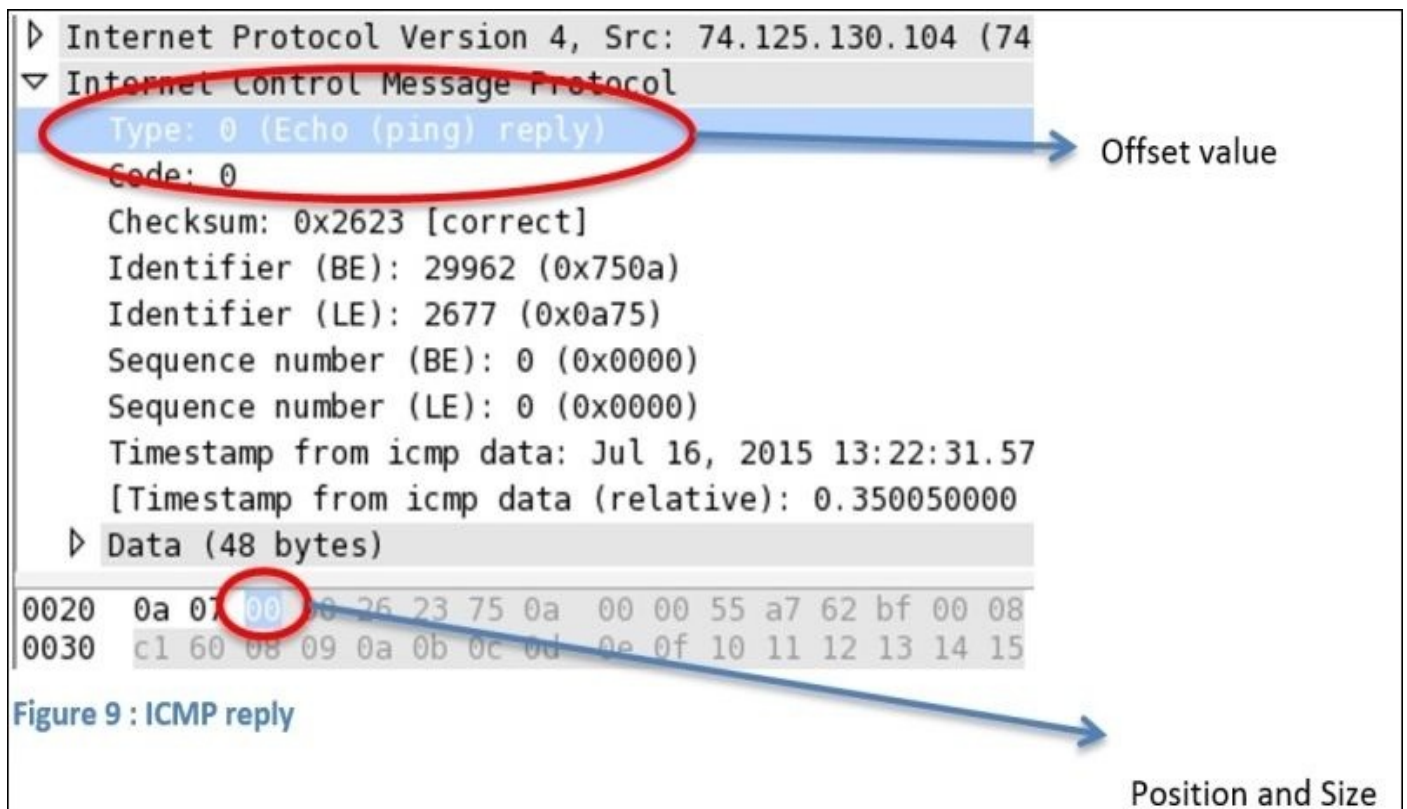 Internet Protocol Version 4, Src: 74.125.130.104 (74
Internet Control Message Protocol
Type: 0 (Echo (ping) reply)
Offset value
Code: 0
Checksum: 0x2623 [correct]
Identifier (BE): 29962 (0x750a)
Identifier (LE): 2677 (0x0a75)
Sequence number (BE): 0 (0x0000)
Sequence number (LE): 0 (0x0000)
Timestamp from icmp data: Jul 16, 2015 13:22:31.57
[Timestamp from icmp data (relative): 0.350050000
Data (48 bytes)
0020 0a 07 00 00 26 23 75 0a 00 00 55 a7 62 bf 00 08
0030 c1 60 08 09 0a 0b 0c 0d 0e 0f 10 11 12 13 14 15
Figure 9 : ICMP reply
Position and Size